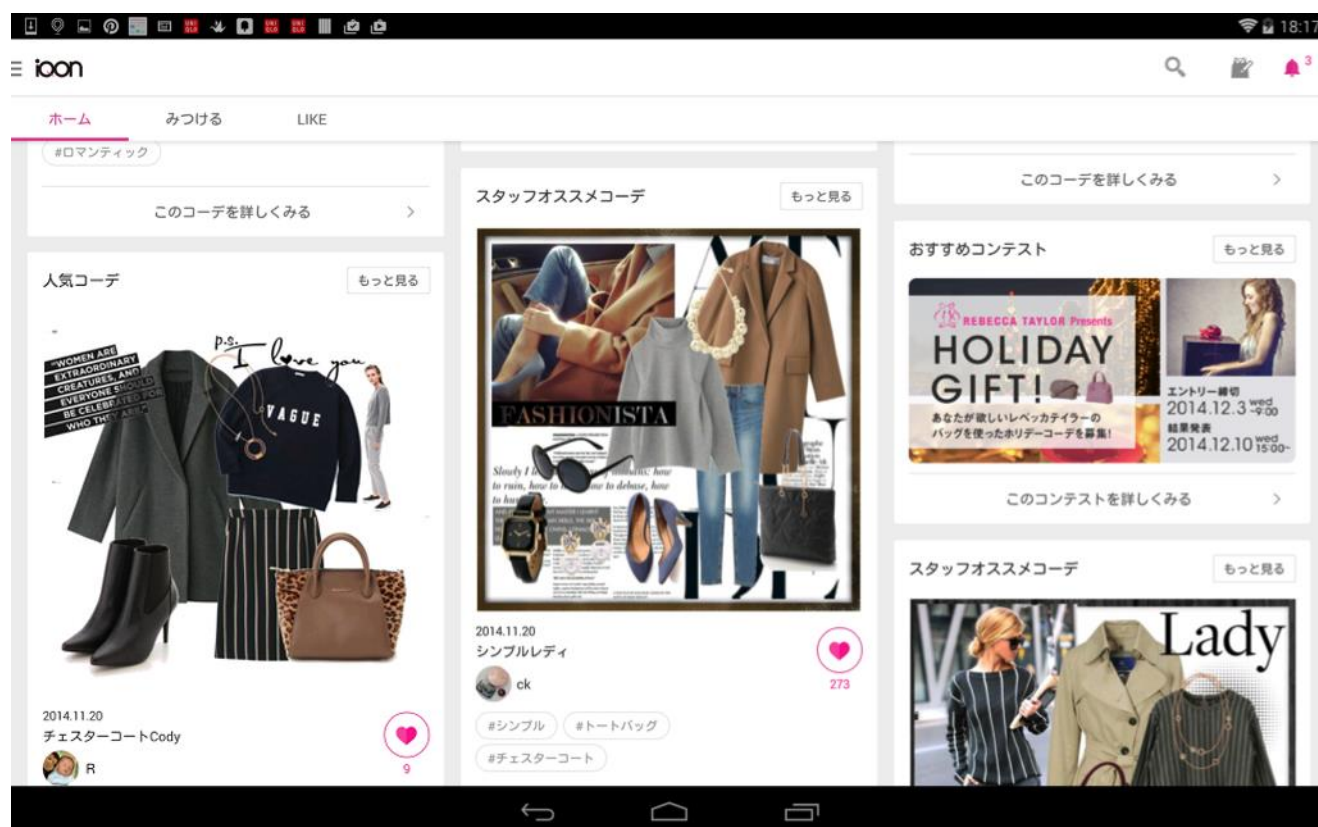 18:17
ioon
3
ホーム
みつける
LIKE
#ロマンティック
このコーデを詳しくみる
人気コーデ
もっと見る
"WOMEN ARE
EXTRAORDINARY
CREATURES, AND
EVERYONE SHOULD
BE CELEBRATED FOR
WHO THEY ARE."
p.s.
I love you
VAGUE
2014.11.20
チェスターコートCody
R
9
スタッフオススメコーデ
もっと見る
FASHIONISTA
2014.11.20
シンプルレディ
ck
273
#シンプル
#トートバッグ
#チェスターコート
このコーデを詳しくみる
おすすめコンテスト
もっと見る
REBECCA TAYLOR Presents
HOLIDAY
GIFT!
あなたが欲しいレベッカテイラーの
バッグを使ったホリデーコーデを募集!
エントリー締切
2014.12.3 wed ~9:00
結果発表
2014.12.10 wed 15:00~
このコンテストを詳しくみる
スタッフオススメコーデ
もっと見る
Lady